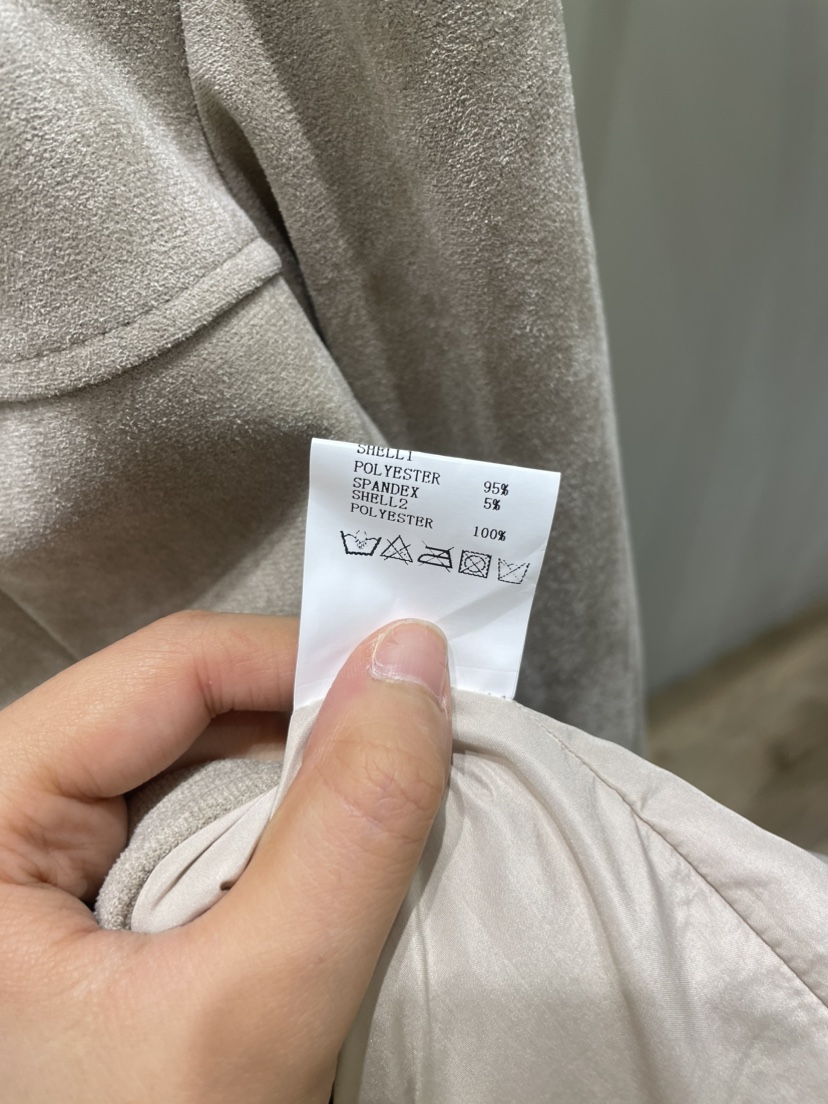 SHELL1
POLYESTER 95%
SPANDEX 5%
SHELL2
POLYESTER 100%